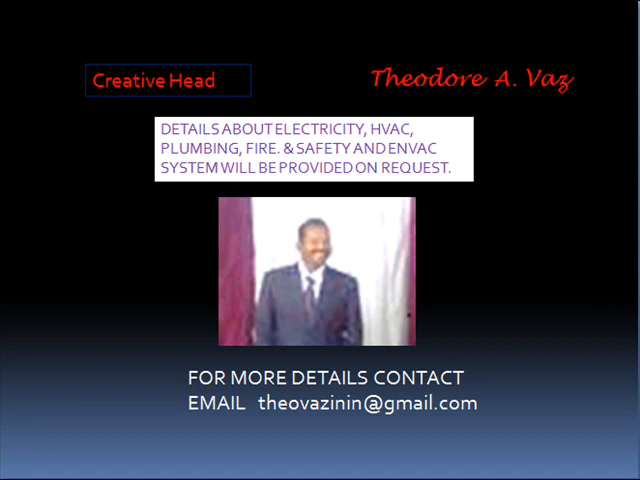 Creative Head
Theodore A. Vaz
DETAILS ABOUT ELECTRICITY, HVAC,
PLUMBING, FIRE. & SAFETY AND ENVAC
SYSTEM WILL BE PROVIDED ON REQUEST.
FOR MORE DETAILS CONTACT
EMAIL theovazinin@gmail.com